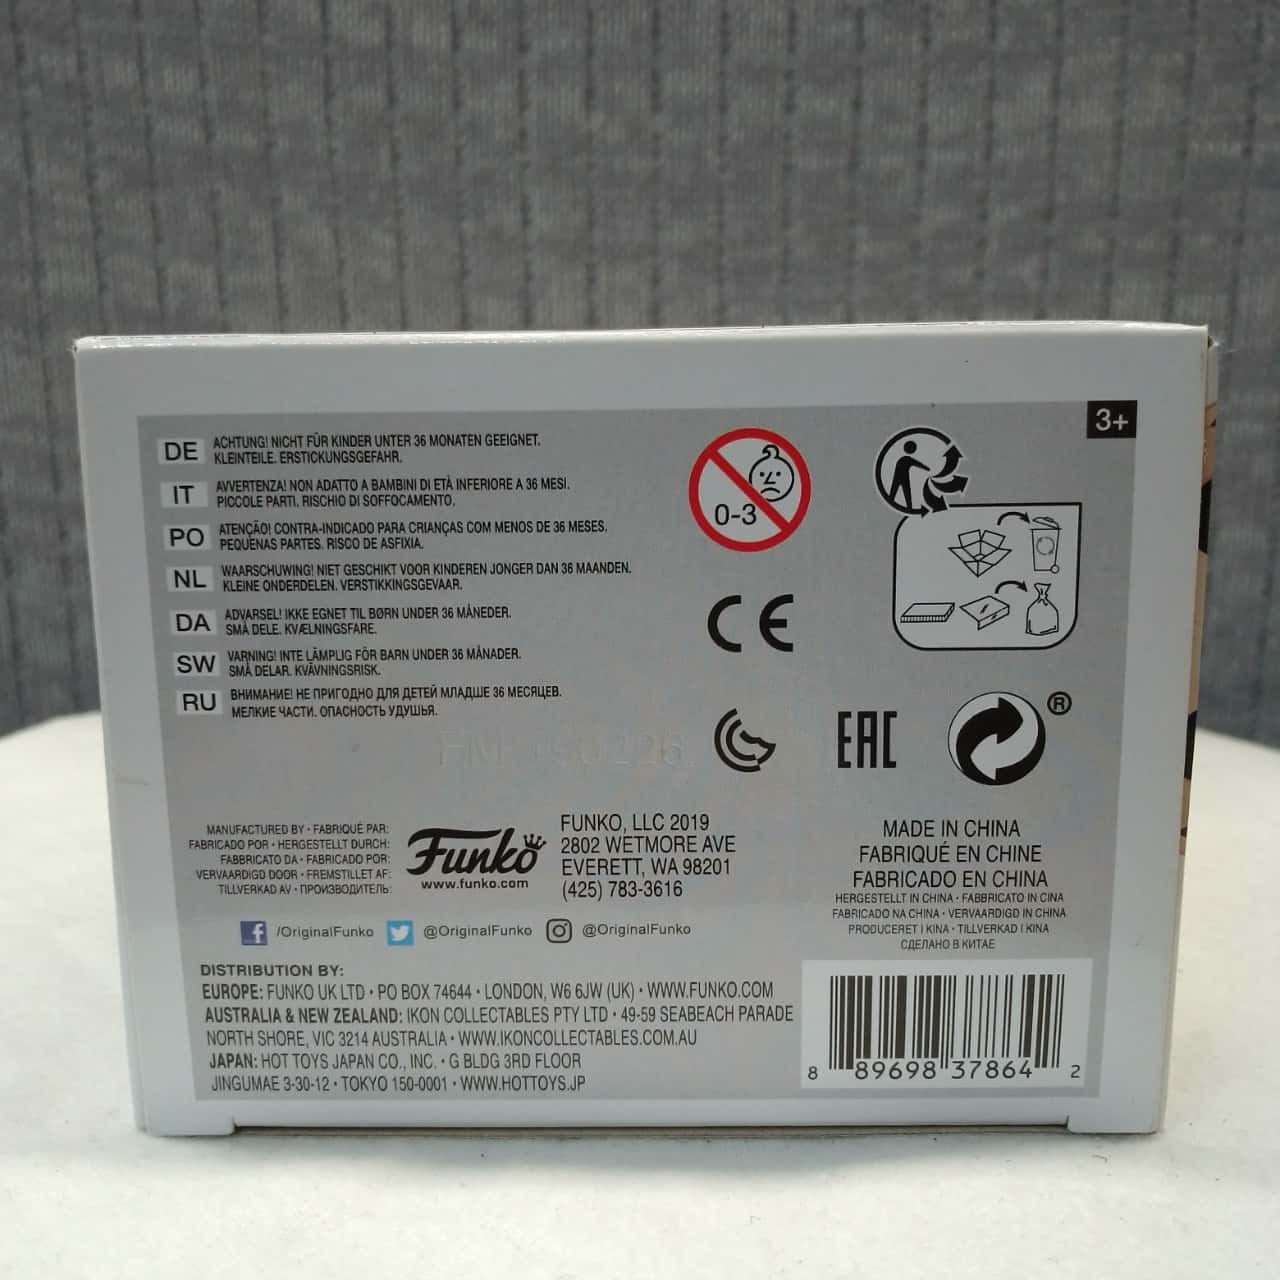 3+
DE ACHTUNG! NICHT FÜR KINDER UNTER 36 MONATEN GEEIGNET.
KLEINTEILE. ERSTICKUNGSGEFAHR.
IT AVVERTENZA! NON ADATTO A BAMBINI DI ETÀ INFERIORE A 36 MESI.
PICCOLE PARTI. RISCHIO DI SOFFOCAMENTO.
PO ATENÇÃO! CONTRA-INDICADO PARA CRIANÇAS COM MENOS DE 36 MESES.
PEQUENAS PARTES. RISCO DE ASFIXIA.
NL WAARSCHUWING! NIET GESCHIKT VOOR KINDEREN JONGER DAN 36 MAANDEN.
KLEINE ONDERDELEN. VERSTIKKINGSGEVAAR.
DA ADVARSEL! IKKE EGNET TIL BØRN UNDER 36 MÅNEDER.
SMÅ DELE. KVÆLNINGSFARE.
SW VARNING! INTE LÄMPLIG FÖR BARN UNDER 36 MÅNADER.
SMÅ DELAR. KVÄVNINGSRISK.
RU ВНИМАНИЕ! НЕ ПРИГОДНО ДЛЯ ДЕТЕЙ МЛАДШЕ 36 МЕСЯЦЕВ.
МЕЛКИЕ ЧАСТИ. ОПАСНОСТЬ УДУШЬЯ.
0-3
CE
EAC
®
MANUFACTURED BY • FABRIQUÉ PAR:
FABRICADO POR • HERGESTELLT DURCH:
FABBRICATO DA • FABRICADO POR:
VERVAARDIGD DOOR • FREMSTILLET AF:
TILLVERKAD AV • ПРОИЗВОДИТЕЛЬ:
Funko
www.funko.com
FUNKO, LLC 2019
2802 WETMORE AVE
EVERETT, WA 98201
(425) 783-3616
MADE IN CHINA
FABRIQUÉ EN CHINE
FABRICADO EN CHINA
HERGESTELLT IN CHINA • FABBRICATO IN CINA
FABRICADO NA CHINA • VERVAARDIGD IN CHINA
PRODUCERET I KINA • TILLVERKAD I KINA
СДЕЛАНО В КИТАЕ
/OriginalFunko @OriginalFunko @OriginalFunko
DISTRIBUTION BY:
EUROPE: FUNKO UK LTD • PO BOX 74644 • LONDON, W6 6JW (UK) • WWW.FUNKO.COM
AUSTRALIA & NEW ZEALAND: IKON COLLECTABLES PTY LTD • 49-59 SEABEACH PARADE
NORTH SHORE, VIC 3214 AUSTRALIA • WWW.IKONCOLLECTABLES.COM.AU
JAPAN: HOT TOYS JAPAN CO., INC. • G BLDG 3RD FLOOR
JINGUMAE 3-30-12 • TOKYO 150-0001 • WWW.HOTTOYS.JP
8 89698 37864 2